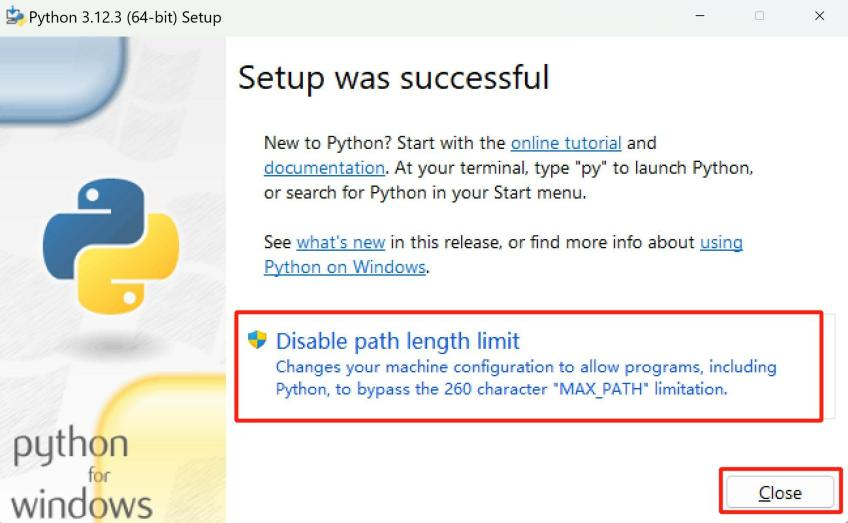 Python 3.12.3 (64-bit) Setup
Setup was successful
New to Python? Start with the online tutorial and
documentation. At your terminal, type "py" to launch Python,
or search for Python in your Start menu.
See what's new in this release, or find more info about using
Python on Windows.
Disable path length limit
Changes your machine configuration to allow programs, including
Python, to bypass the 260 character "MAX_PATH" limitation.
python
for
windows
Close